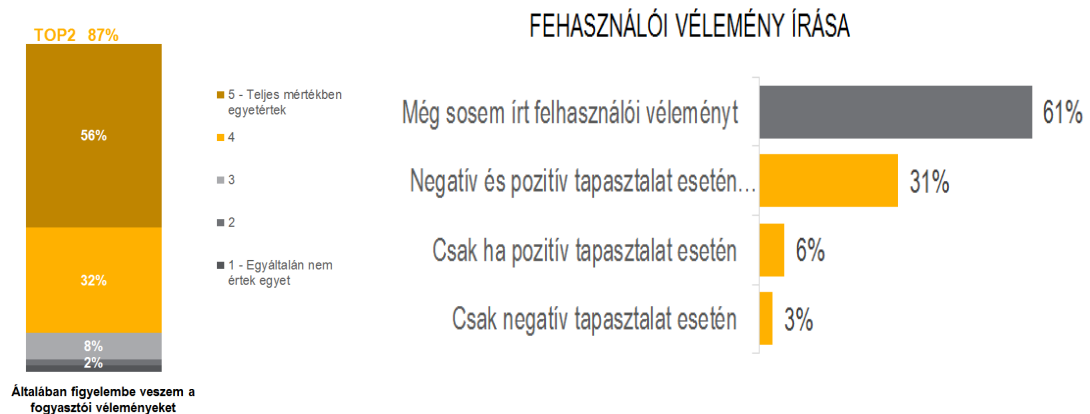 TOP2 87%
56%
32%
8%
2%
Általában figyelembe veszem a
fogyasztói véleményeket
5 - Teljes mértékben
egyetértek
4
3
2
1 - Egyáltalán nem
értek egyet
FEHASZNÁLÓI VÉLEMÉNY ÍRÁSA
Még sosem írt felhasználói véleményt 61%
Negatív és pozitív tapasztalat esetén... 31%
Csak ha pozitív tapasztalat esetén 6%
Csak negatív tapasztalat esetén 3%